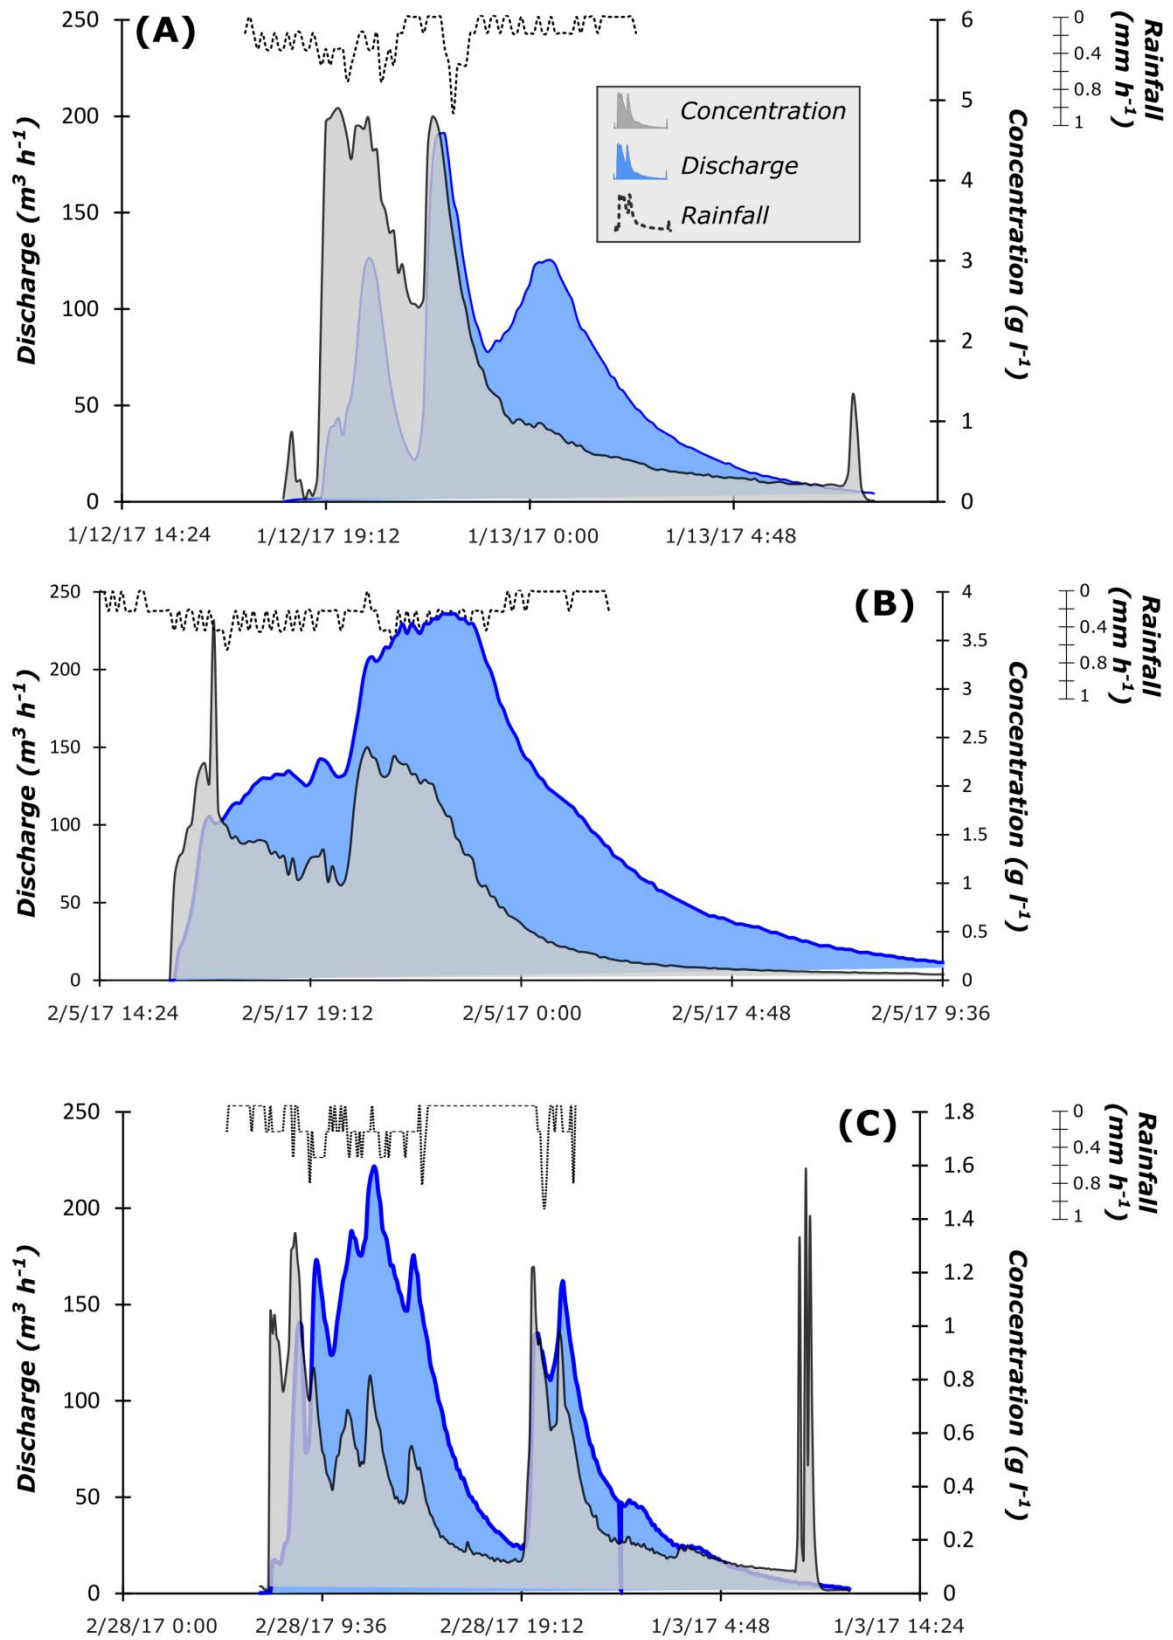 (A)
250
200
150
100
50
0
Discharge (m³ h⁻¹)
6
5
4
3
2
1
0
Concentration (g l⁻¹)
0
0.4
0.8
1
Rainfall
(mm h⁻¹)
Concentration
Discharge
Rainfall
1/12/17 14:24 1/12/17 19:12 1/13/17 0:00 1/13/17 4:48
(B)
250
200
150
100
50
0
Discharge (m³ h⁻¹)
4
3.5
3
2.5
2
1.5
1
0.5
0
Concentration (g l⁻¹)
0
0.4
0.8
1
Rainfall
(mm h⁻¹)
2/5/17 14:24 2/5/17 19:12 2/5/17 0:00 2/5/17 4:48 2/5/17 9:36
(C)
250
200
150
100
50
0
Discharge (m³ h⁻¹)
1.8
1.6
1.4
1.2
1
0.8
0.6
0.4
0.2
0
Concentration (g l⁻¹)
0
0.4
0.8
1
Rainfall
(mm h⁻¹)
2/28/17 0:00 2/28/17 9:36 2/28/17 19:12 1/3/17 4:48 1/3/17 14:24